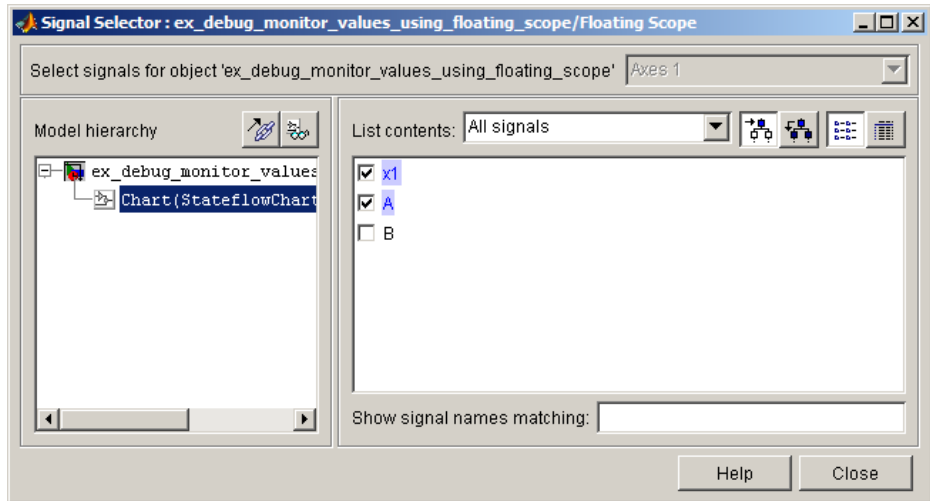 Signal Selector : ex_debug_monitor_values_using_floating_scope/Floating Scope
Select signals for object 'ex_debug_monitor_values_using_floating_scope' Axes 1
Model hierarchy
ex_debug_monitor_values
Chart(StateflowChart
List contents: All signals
x1
A
B
Show signal names matching:
Help Close